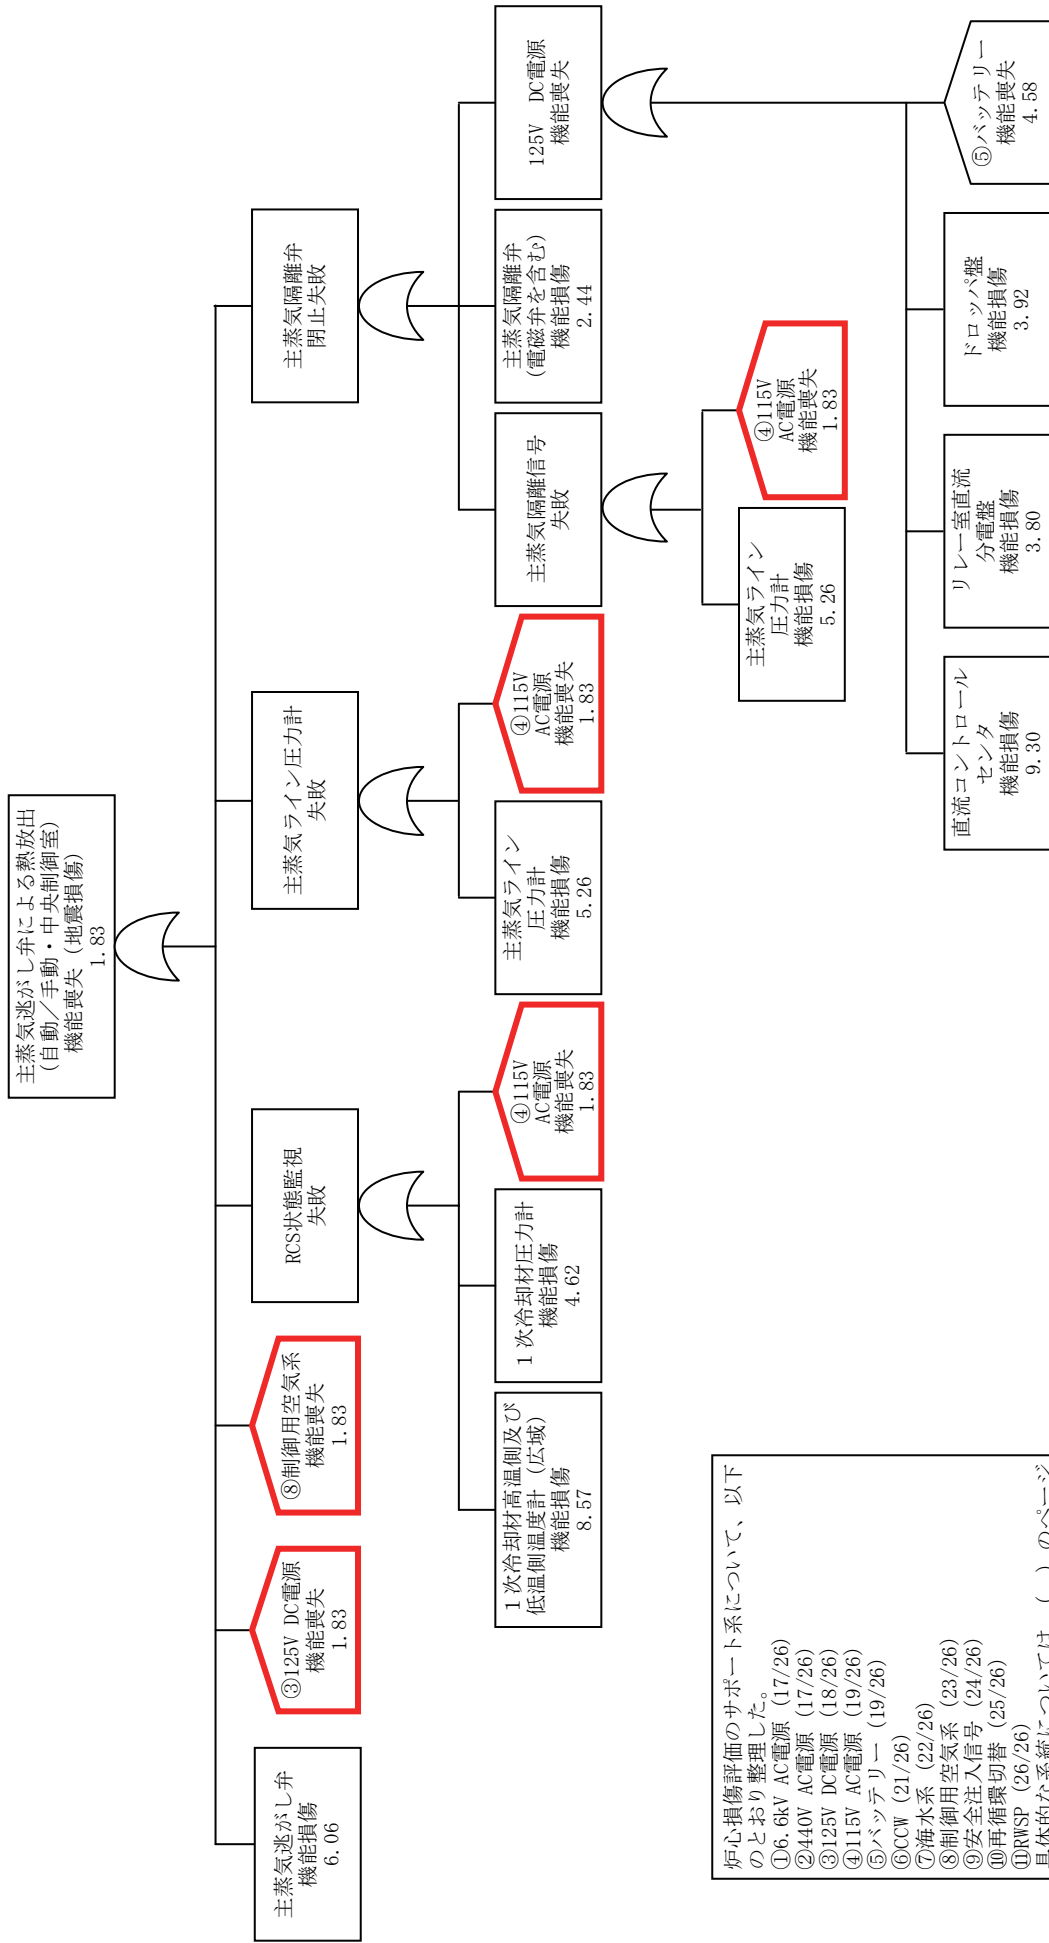 主蒸気逃がし弁による熱放出
(自動／手動・中央制御室)
機能喪失（地震損傷）
1.83
主蒸気逃がし弁
機能損傷
6.06
③125V DC電源
機能喪失
1.83
⑧制御用空気系
機能喪失
1.83
RCS状態監視
失敗
主蒸気ライン圧力計
失敗
主蒸気隔離弁
閉止失敗
1次冷却材高温側及び
低温側温度計（広域）
機能損傷
8.57
1次冷却材圧力計
機能損傷
4.62
④115V
AC電源
機能喪失
1.83
主蒸気ライン
圧力計
機能損傷
5.26
④115V
AC電源
機能喪失
1.83
主蒸気隔離信号
失敗
主蒸気隔離弁
(電磁弁を含む)
機能損傷
2.44
125V DC電源
機能喪失
主蒸気ライン
圧力計
機能損傷
5.26
④115V
AC電源
機能喪失
1.83
直流コントロール
センタ
機能損傷
9.30
リレー室直流
分電盤
機能損傷
3.80
ドロッパ盤
機能損傷
3.92
⑤バッテリー
機能喪失
4.58
炉心損傷評価のサポート系について、以下
のとおり整理した。
①6.6kV AC電源 (17/26)
②440V AC電源 (17/26)
③125V DC電源 (18/26)
④115V AC電源 (19/26)
⑤バッテリー (19/26)
⑥CCW (21/26)
⑦海水系 (22/26)
⑧制御用空気系 (23/26)
⑨安全注入信号 (24/26)
⑩再循環切替 (25/26)
⑪RWSP (26/26)
具体的な系統については、( )のページ